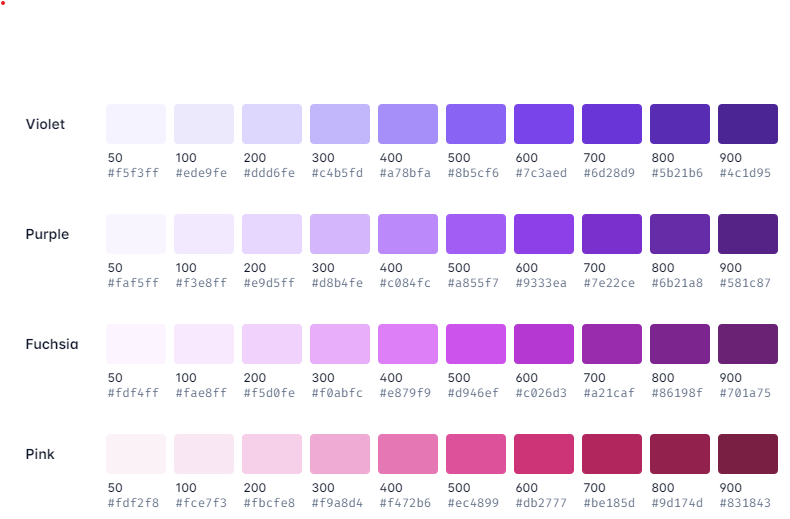 Violet
50 100 200 300 400 500 600 700 800 900
#f5f3ff #ede9fe #ddd6fe #c4b5fd #a78bfa #8b5cf6 #7c3aed #6d28d9 #5b21b6 #4c1d95
Purple
50 100 200 300 400 500 600 700 800 900
#faf5ff #f3e8ff #e9d5ff #d8b4fe #c084fc #a855f7 #9333ea #7e22ce #6b21a8 #581c87
Fuchsia
50 100 200 300 400 500 600 700 800 900
#fdf4ff #fae8ff #f5d0fe #f0abfc #e879f9 #d946ef #c026d3 #a21caf #86198f #701a75
Pink
50 100 200 300 400 500 600 700 800 900
#fdf2f8 #fce7f3 #fbcfe8 #f9a8d4 #f472b6 #ec4899 #db2777 #be185d #9d174d #831843